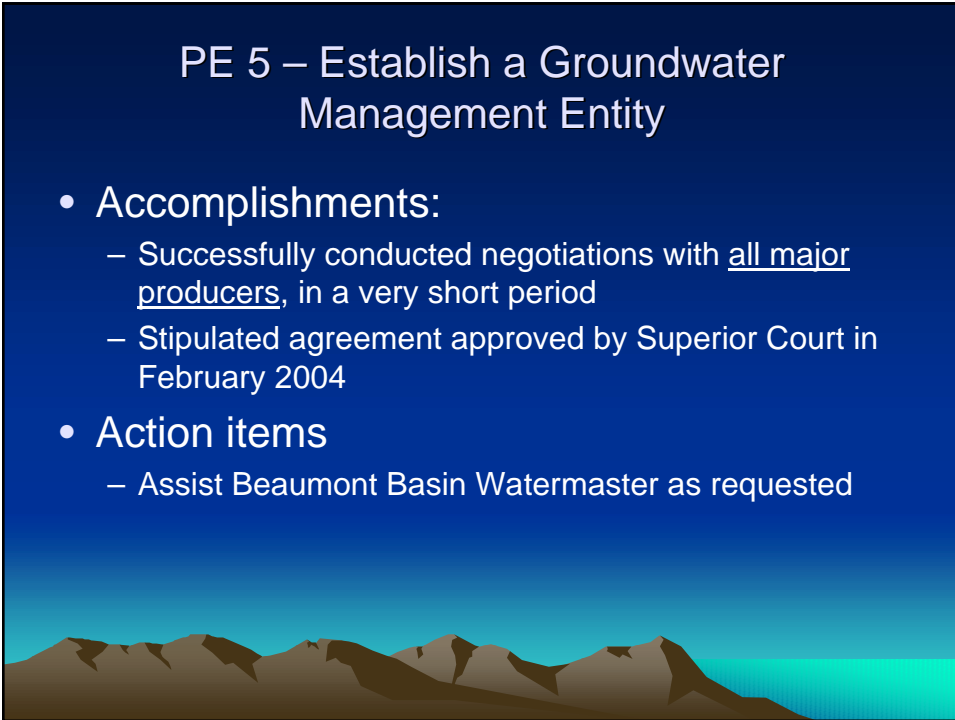 PE 5 – Establish a Groundwater
Management Entity
• Accomplishments:
– Successfully conducted negotiations with all major
producers, in a very short period
– Stipulated agreement approved by Superior Court in
February 2004
• Action items
– Assist Beaumont Basin Watermaster as requested